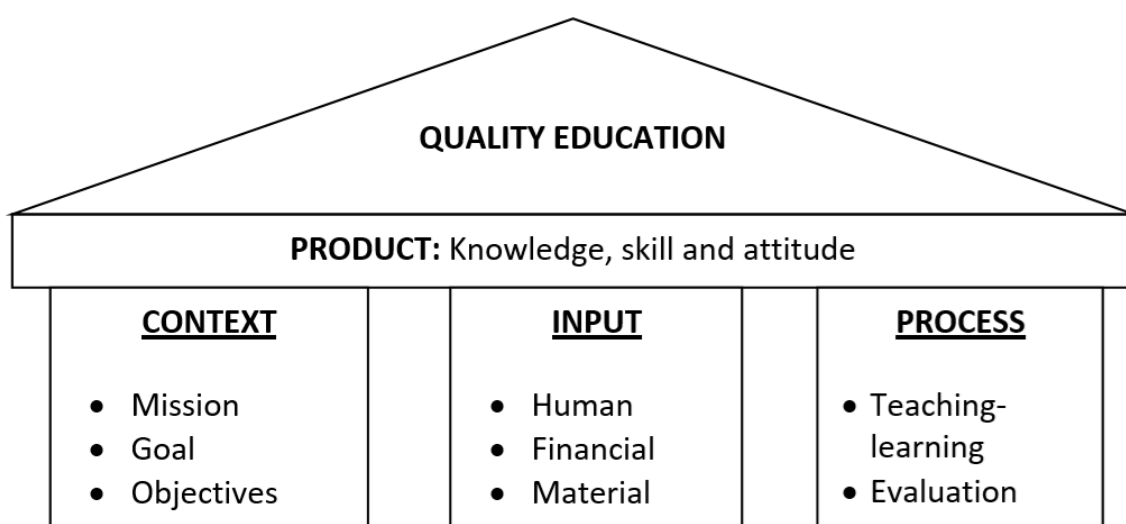 QUALITY EDUCATION
PRODUCT: Knowledge, skill and attitude
CONTEXT
• Mission
• Goal
• Objectives
INPUT
• Human
• Financial
• Material
PROCESS
• Teaching-
learning
• Evaluation